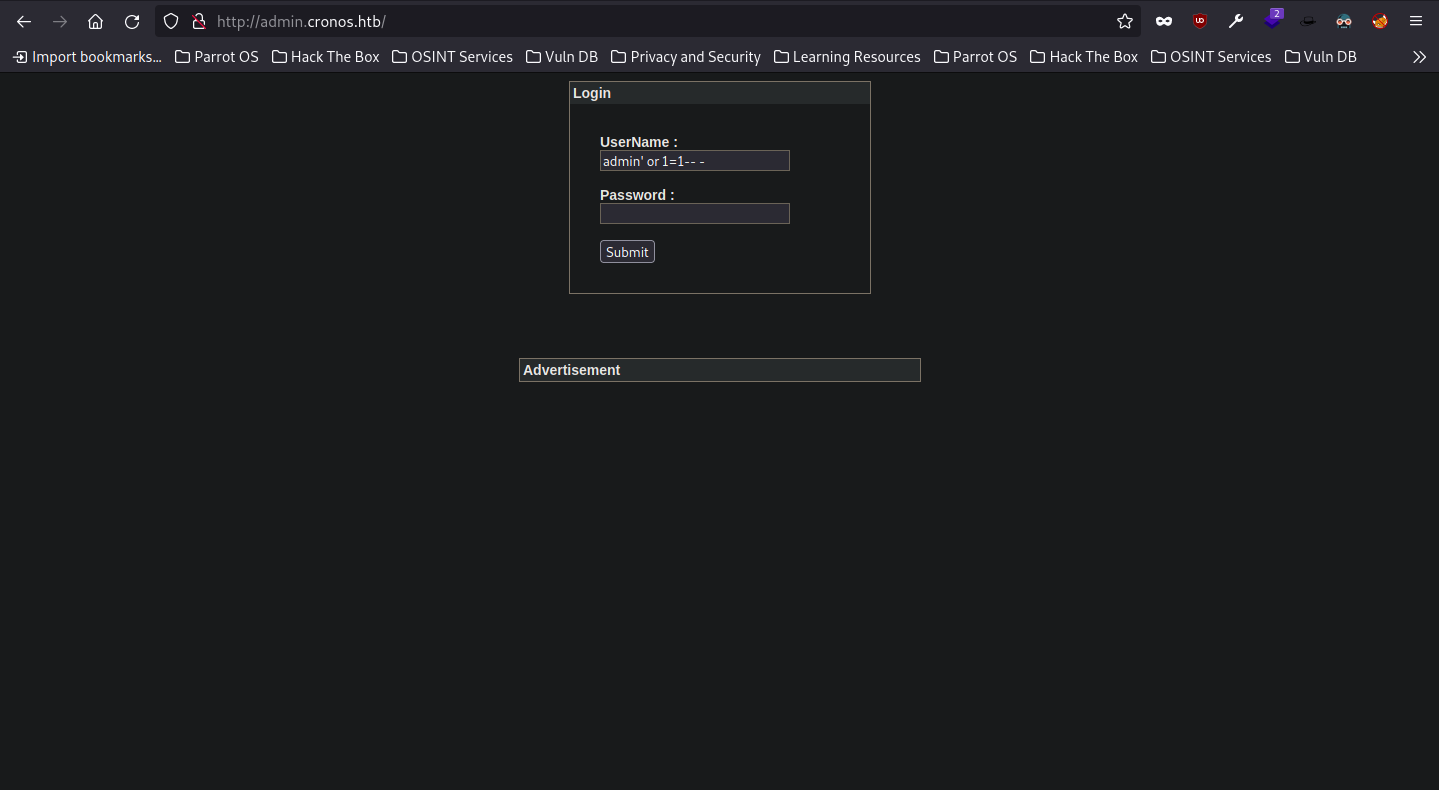 http://admin.cronos.htb/
2
Import bookmarks... Parrot OS Hack The Box OSINT Services Vuln DB Privacy and Security Learning Resources Parrot OS Hack The Box OSINT Services Vuln DB
Login
UserName :
admin' or 1=1-- -
Password :
Submit
Advertisement